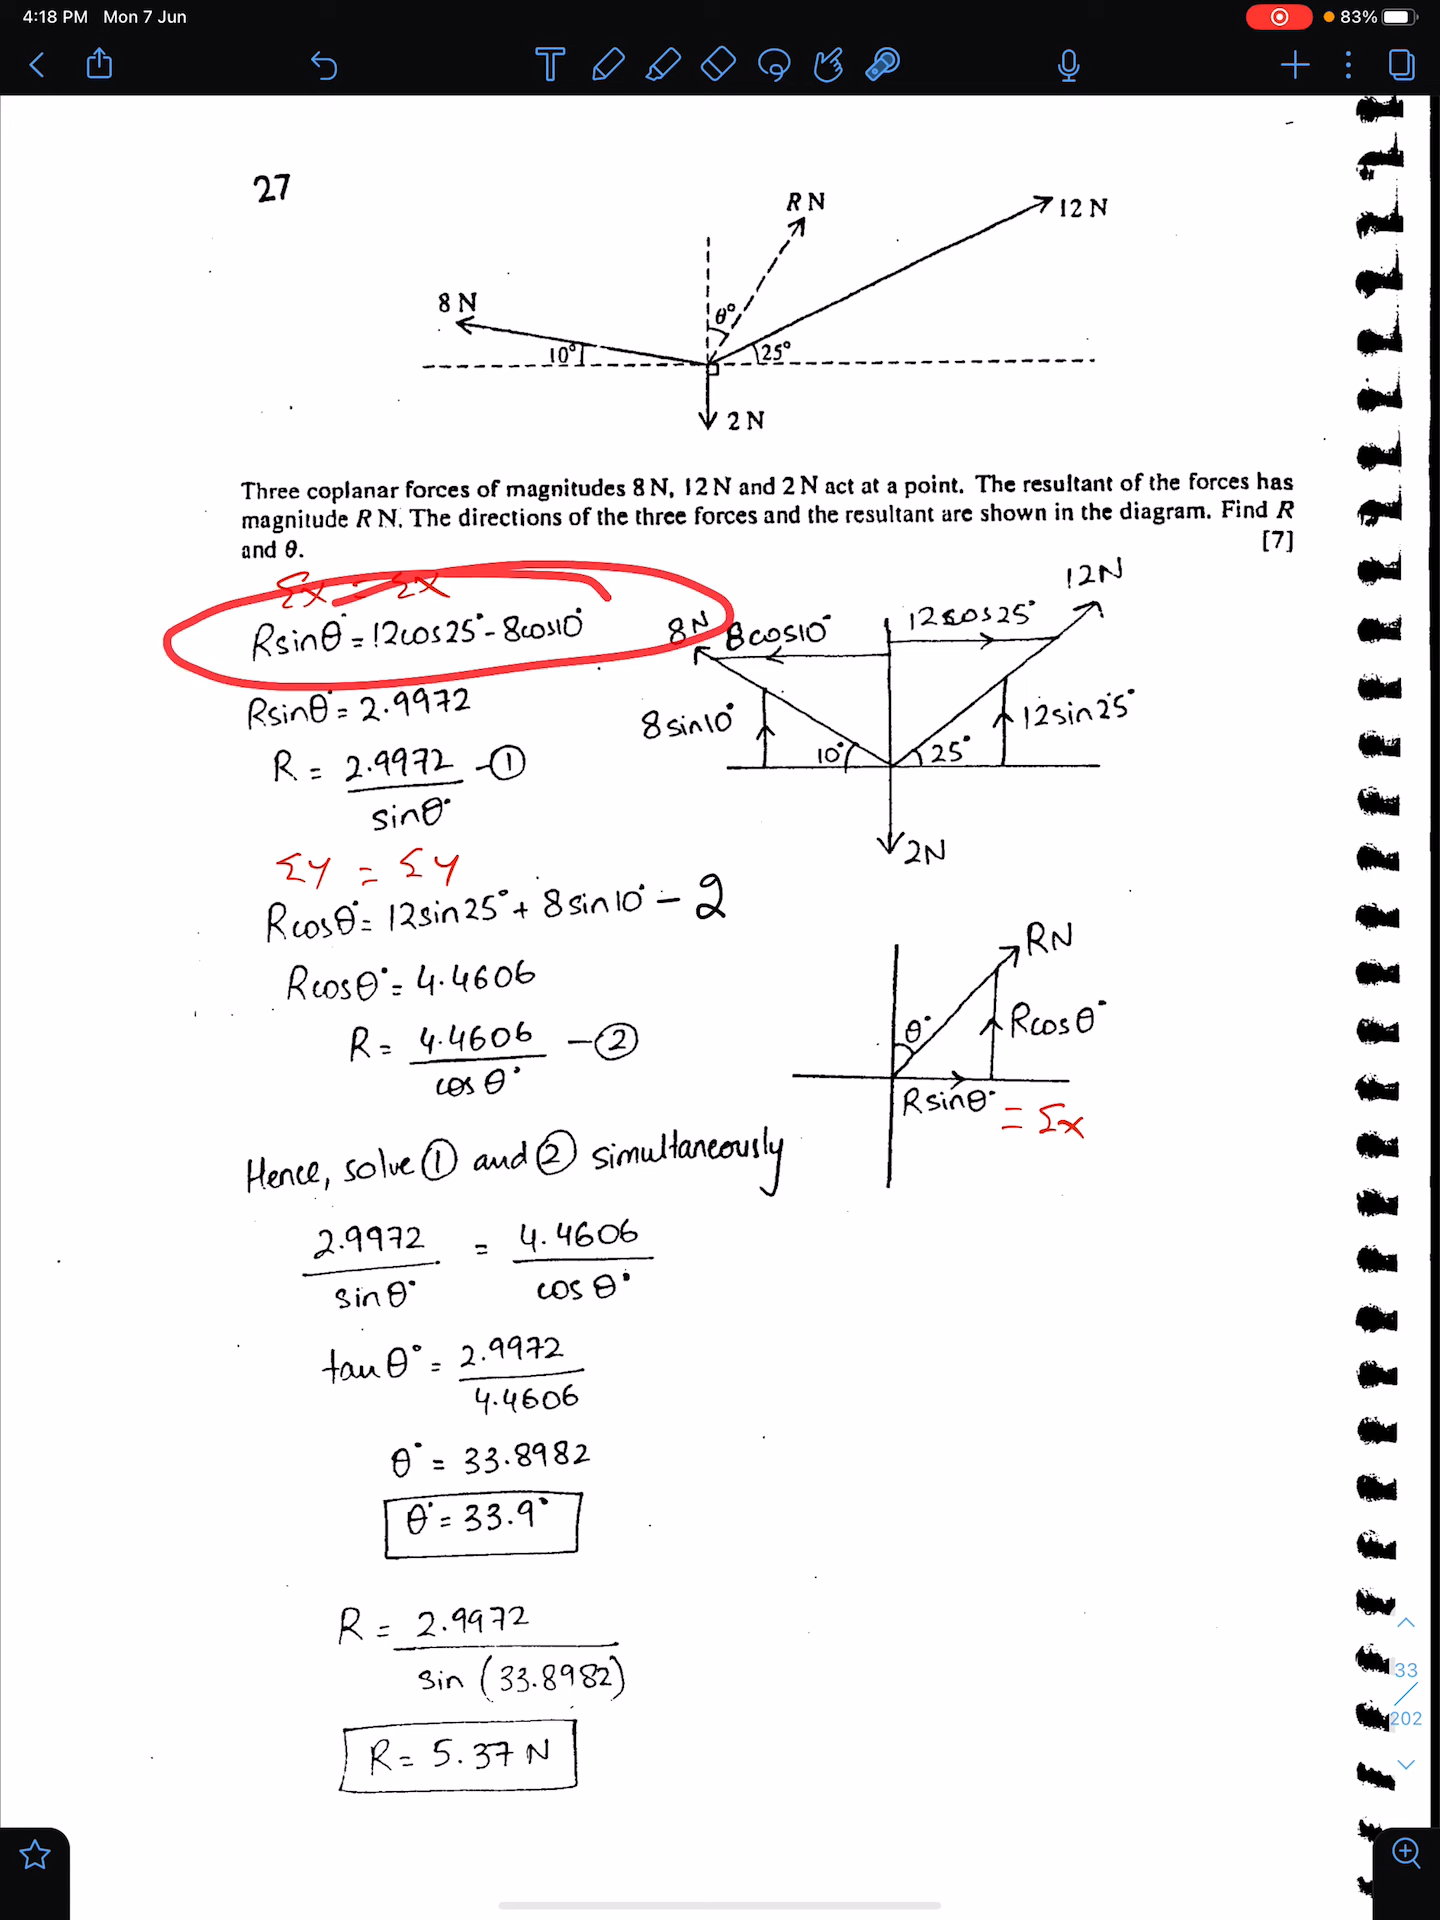 4:18 PM Mon 7 Jun
83%
27
RN
12 N
8 N
θ°
10°
25°
2 N
Three coplanar forces of magnitudes 8 N, 12 N and 2 N act at a point. The resultant of the forces has
magnitude R N. The directions of the three forces and the resultant are shown in the diagram. Find R
and θ.
[7]
Σx = Σx
Rsinθ° = 12cos25° - 8cos10°
Rsinθ° = 2.9972
R = 2.9972 / sinθ° - ①
ΣY = ΣY
Rcosθ° = 12sin25° + 8sin10° - 2
Rcosθ° = 4.4606
R = 4.4606 / cosθ° - ②
12N
8N
8cos10°
12cos25°
8sin10°
12sin25°
10°
25°
2N
RN
θ°
Rcosθ°
Rsinθ° = Σx
Hence, solve ① and ② simultaneously
2.9972 / sinθ° = 4.4606 / cosθ°
tanθ° = 2.9972 / 4.4606
θ° = 33.8982
θ° = 33.9°
R = 2.9972 / sin(33.8982)
R = 5.37 N
33
202